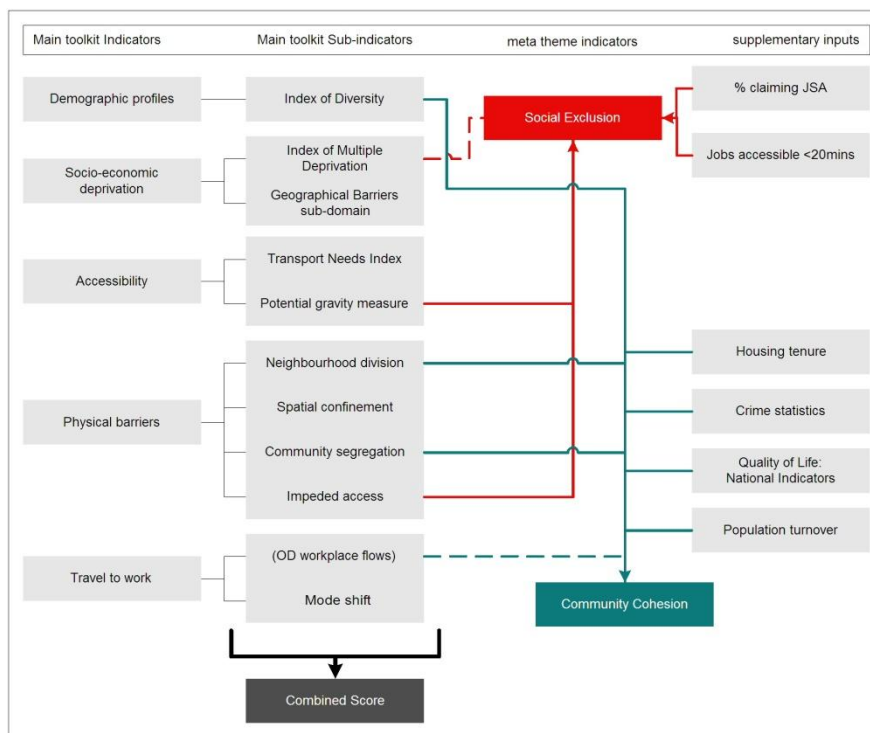 Main toolkit Indicators
Main toolkit Sub-indicators
meta theme indicators
supplementary inputs
Demographic profiles
Index of Diversity
Social Exclusion
% claiming JSA
Jobs accessible <20mins
Socio-economic
deprivation
Index of Multiple
Deprivation
Geographical Barriers
sub-domain
Accessibility
Transport Needs Index
Potential gravity measure
Physical barriers
Neighbourhood division
Spatial confinement
Community segregation
Impeded access
Housing tenure
Crime statistics
Quality of Life:
National Indicators
Population turnover
Travel to work
(OD workplace flows)
Mode shift
Community Cohesion
Combined Score